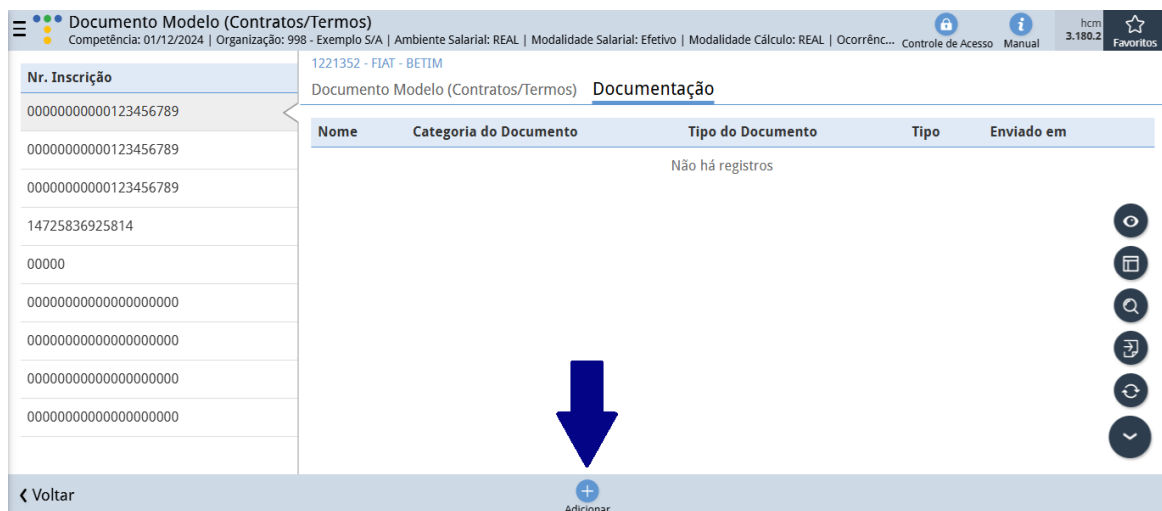 Documento Modelo (Contratos/Termos)
Competência: 01/12/2024 | Organização: 998 - Exemplo S/A | Ambiente Salarial: REAL | Modalidade Salarial: Efetivo | Modalidade Cálculo: REAL | Ocorrênc...
Controle de Acesso
Manual
hcm
3.180.2
Favoritos
Nr. Inscrição
00000000000123456789
00000000000123456789
00000000000123456789
14725836925814
00000
00000000000000000000
00000000000000000000
00000000000000000000
00000000000000000000
1221352 - FIAT - BETIM
Documento Modelo (Contratos/Termos) Documentação
Nome Categoria do Documento Tipo do Documento Tipo Enviado em
Não há registros
Voltar
Adicionar